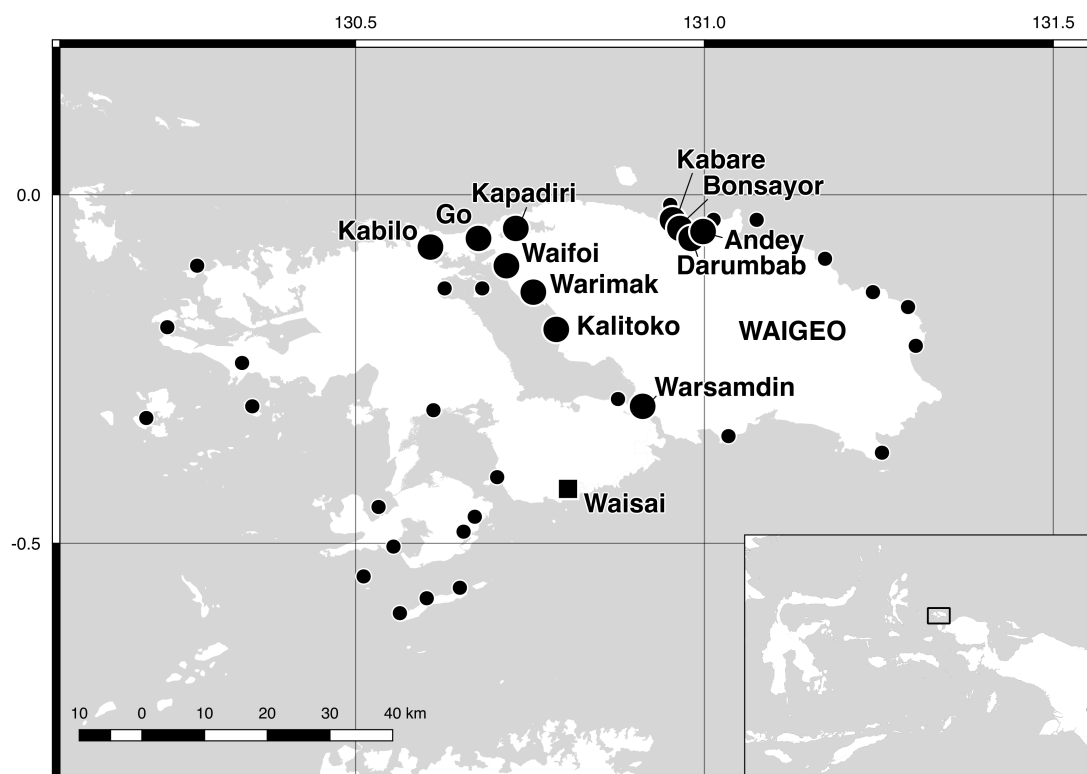 130.5 131.0 131.5
Kabare
0.0
Bonsayor
Kapadiri
Go
Kabilo
Andey
Waifoi
Darumbab
Warimak
Kalitoko
WAIGEO
Warsamdin
Waisai
-0.5
10 0 10 20 30 40 km